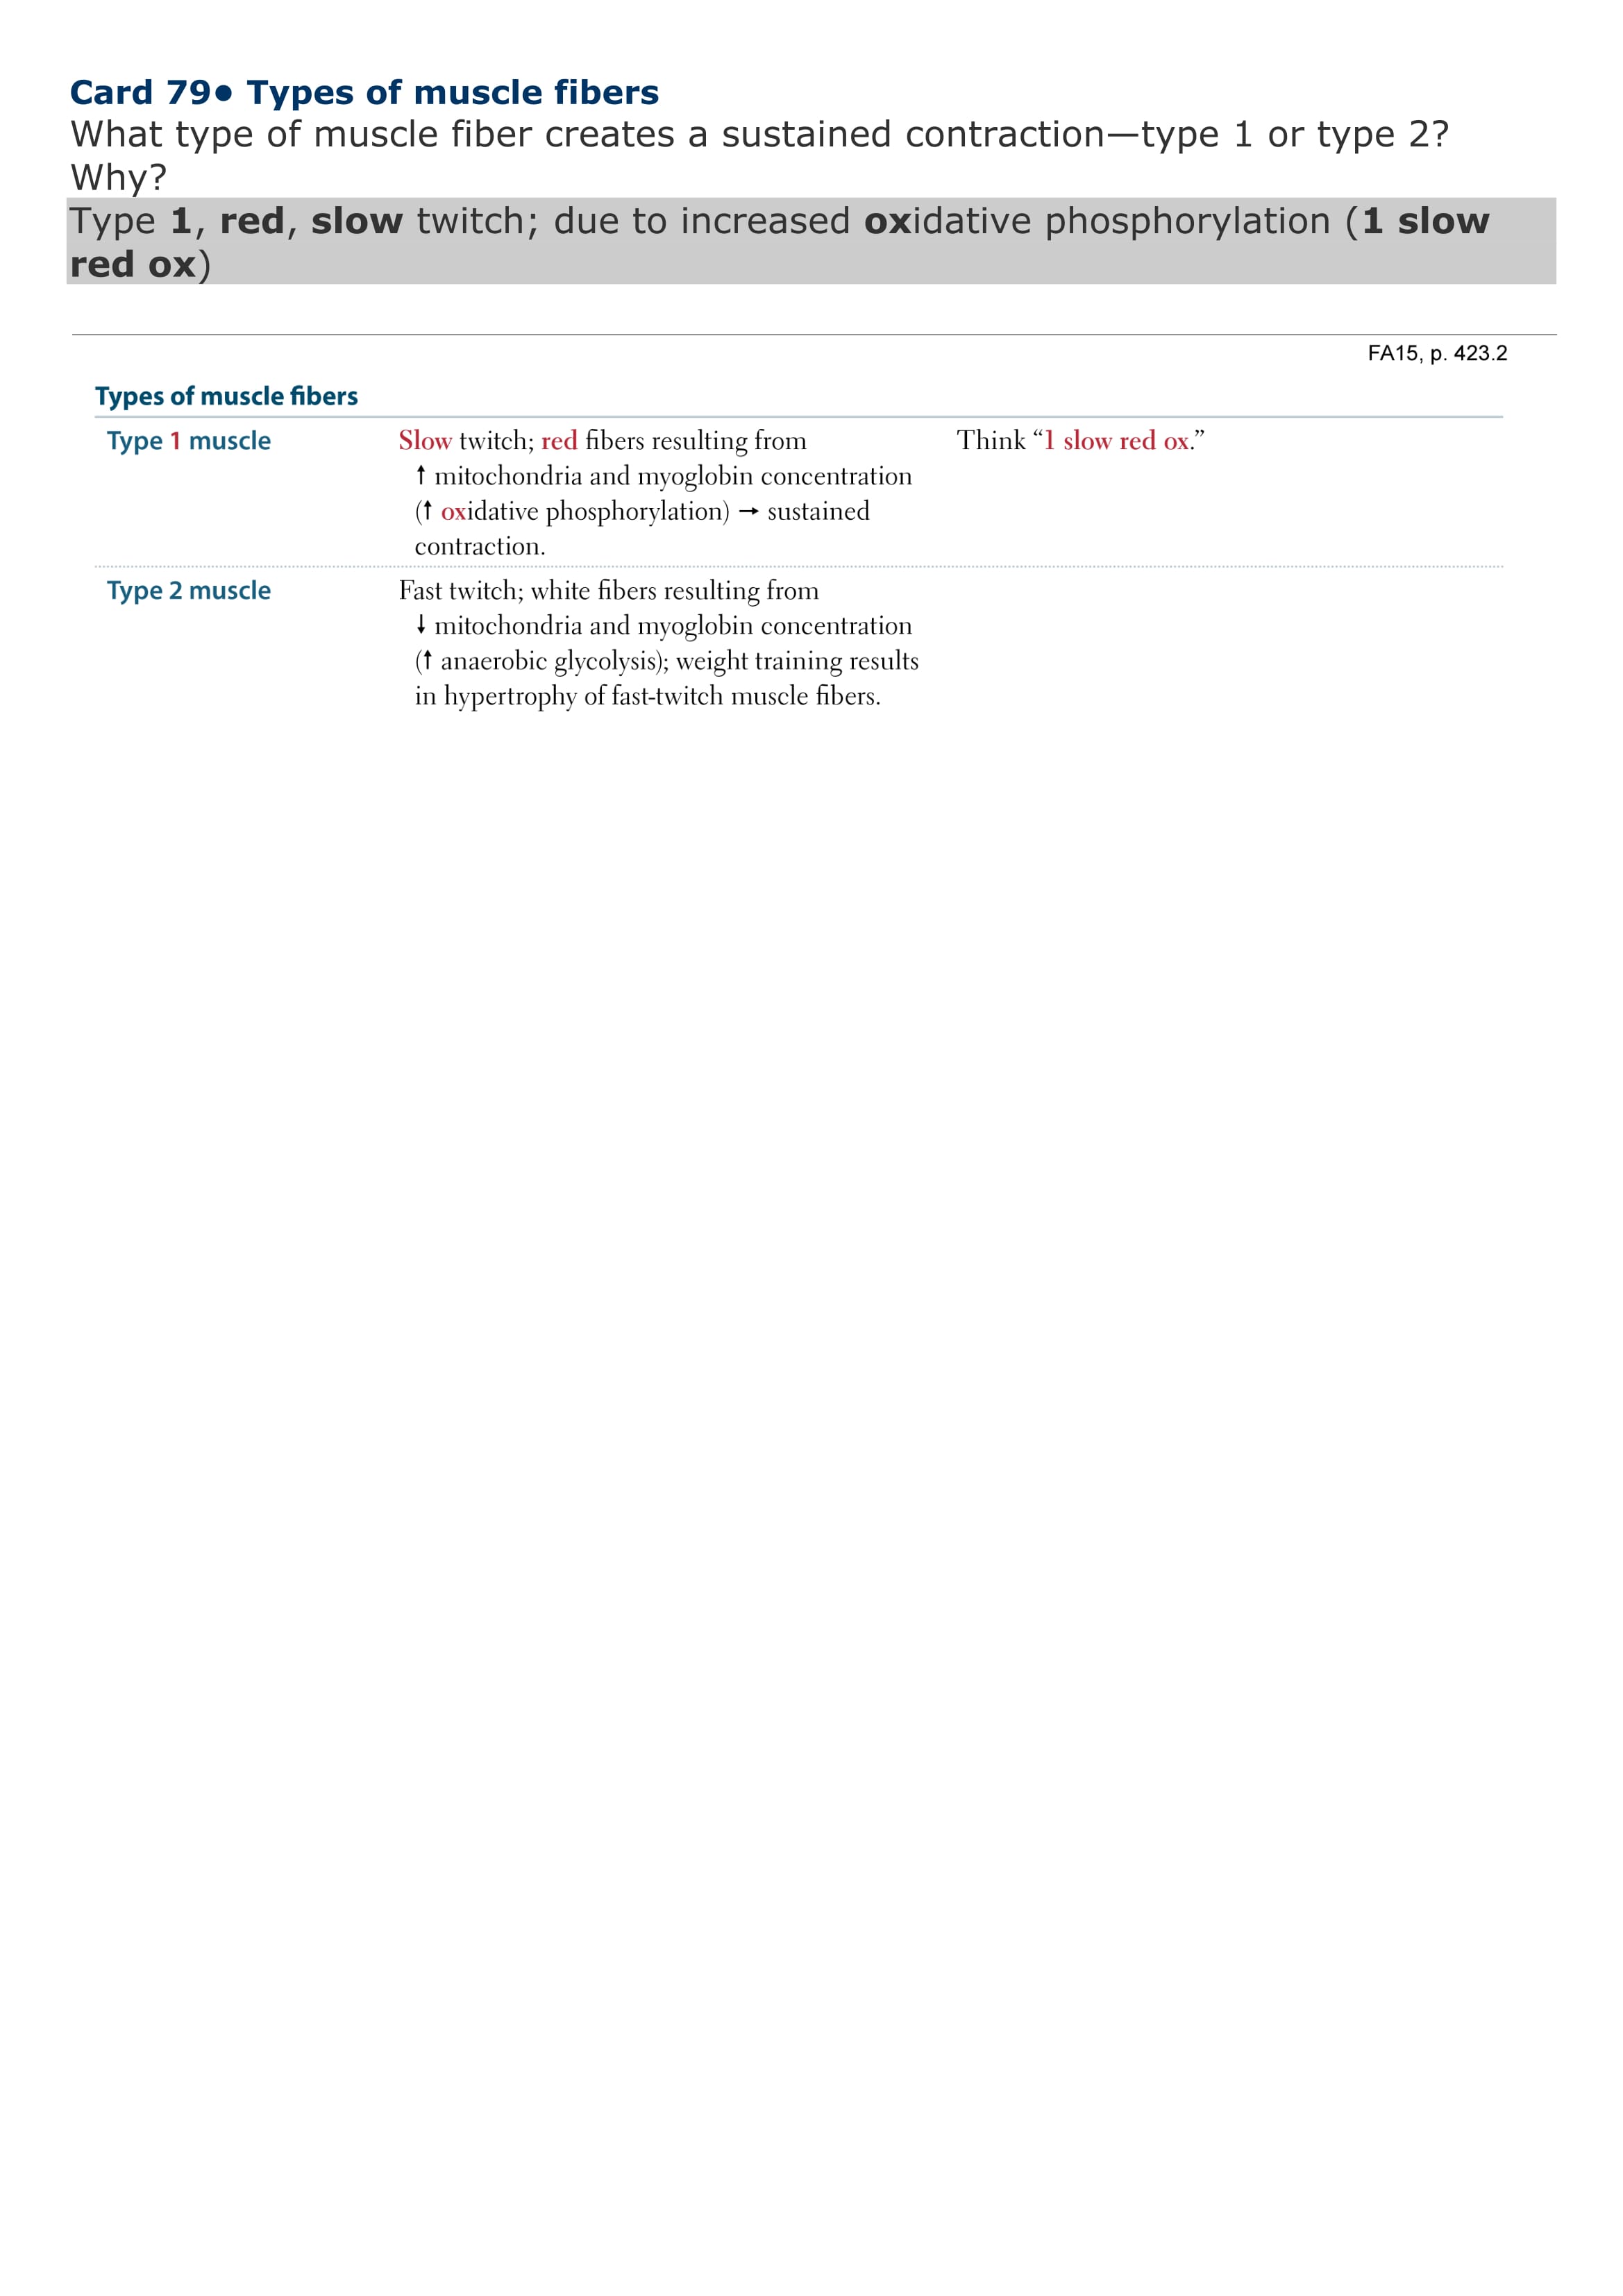 Card 79● Types of muscle fibers
What type of muscle fiber creates a sustained contraction—type 1 or type 2?
Why?
Type 1, red, slow twitch; due to increased oxidative phosphorylation (1 slow
red ox)
FA15, p. 423.2
Types of muscle fibers
Type 1 muscle
Slow twitch; red fibers resulting from
↑ mitochondria and myoglobin concentration
(↑ oxidative phosphorylation) → sustained
contraction.
Think “1 slow red ox.”
Type 2 muscle
Fast twitch; white fibers resulting from
↓ mitochondria and myoglobin concentration
(↑ anaerobic glycolysis); weight training results
in hypertrophy of fast-twitch muscle fibers.